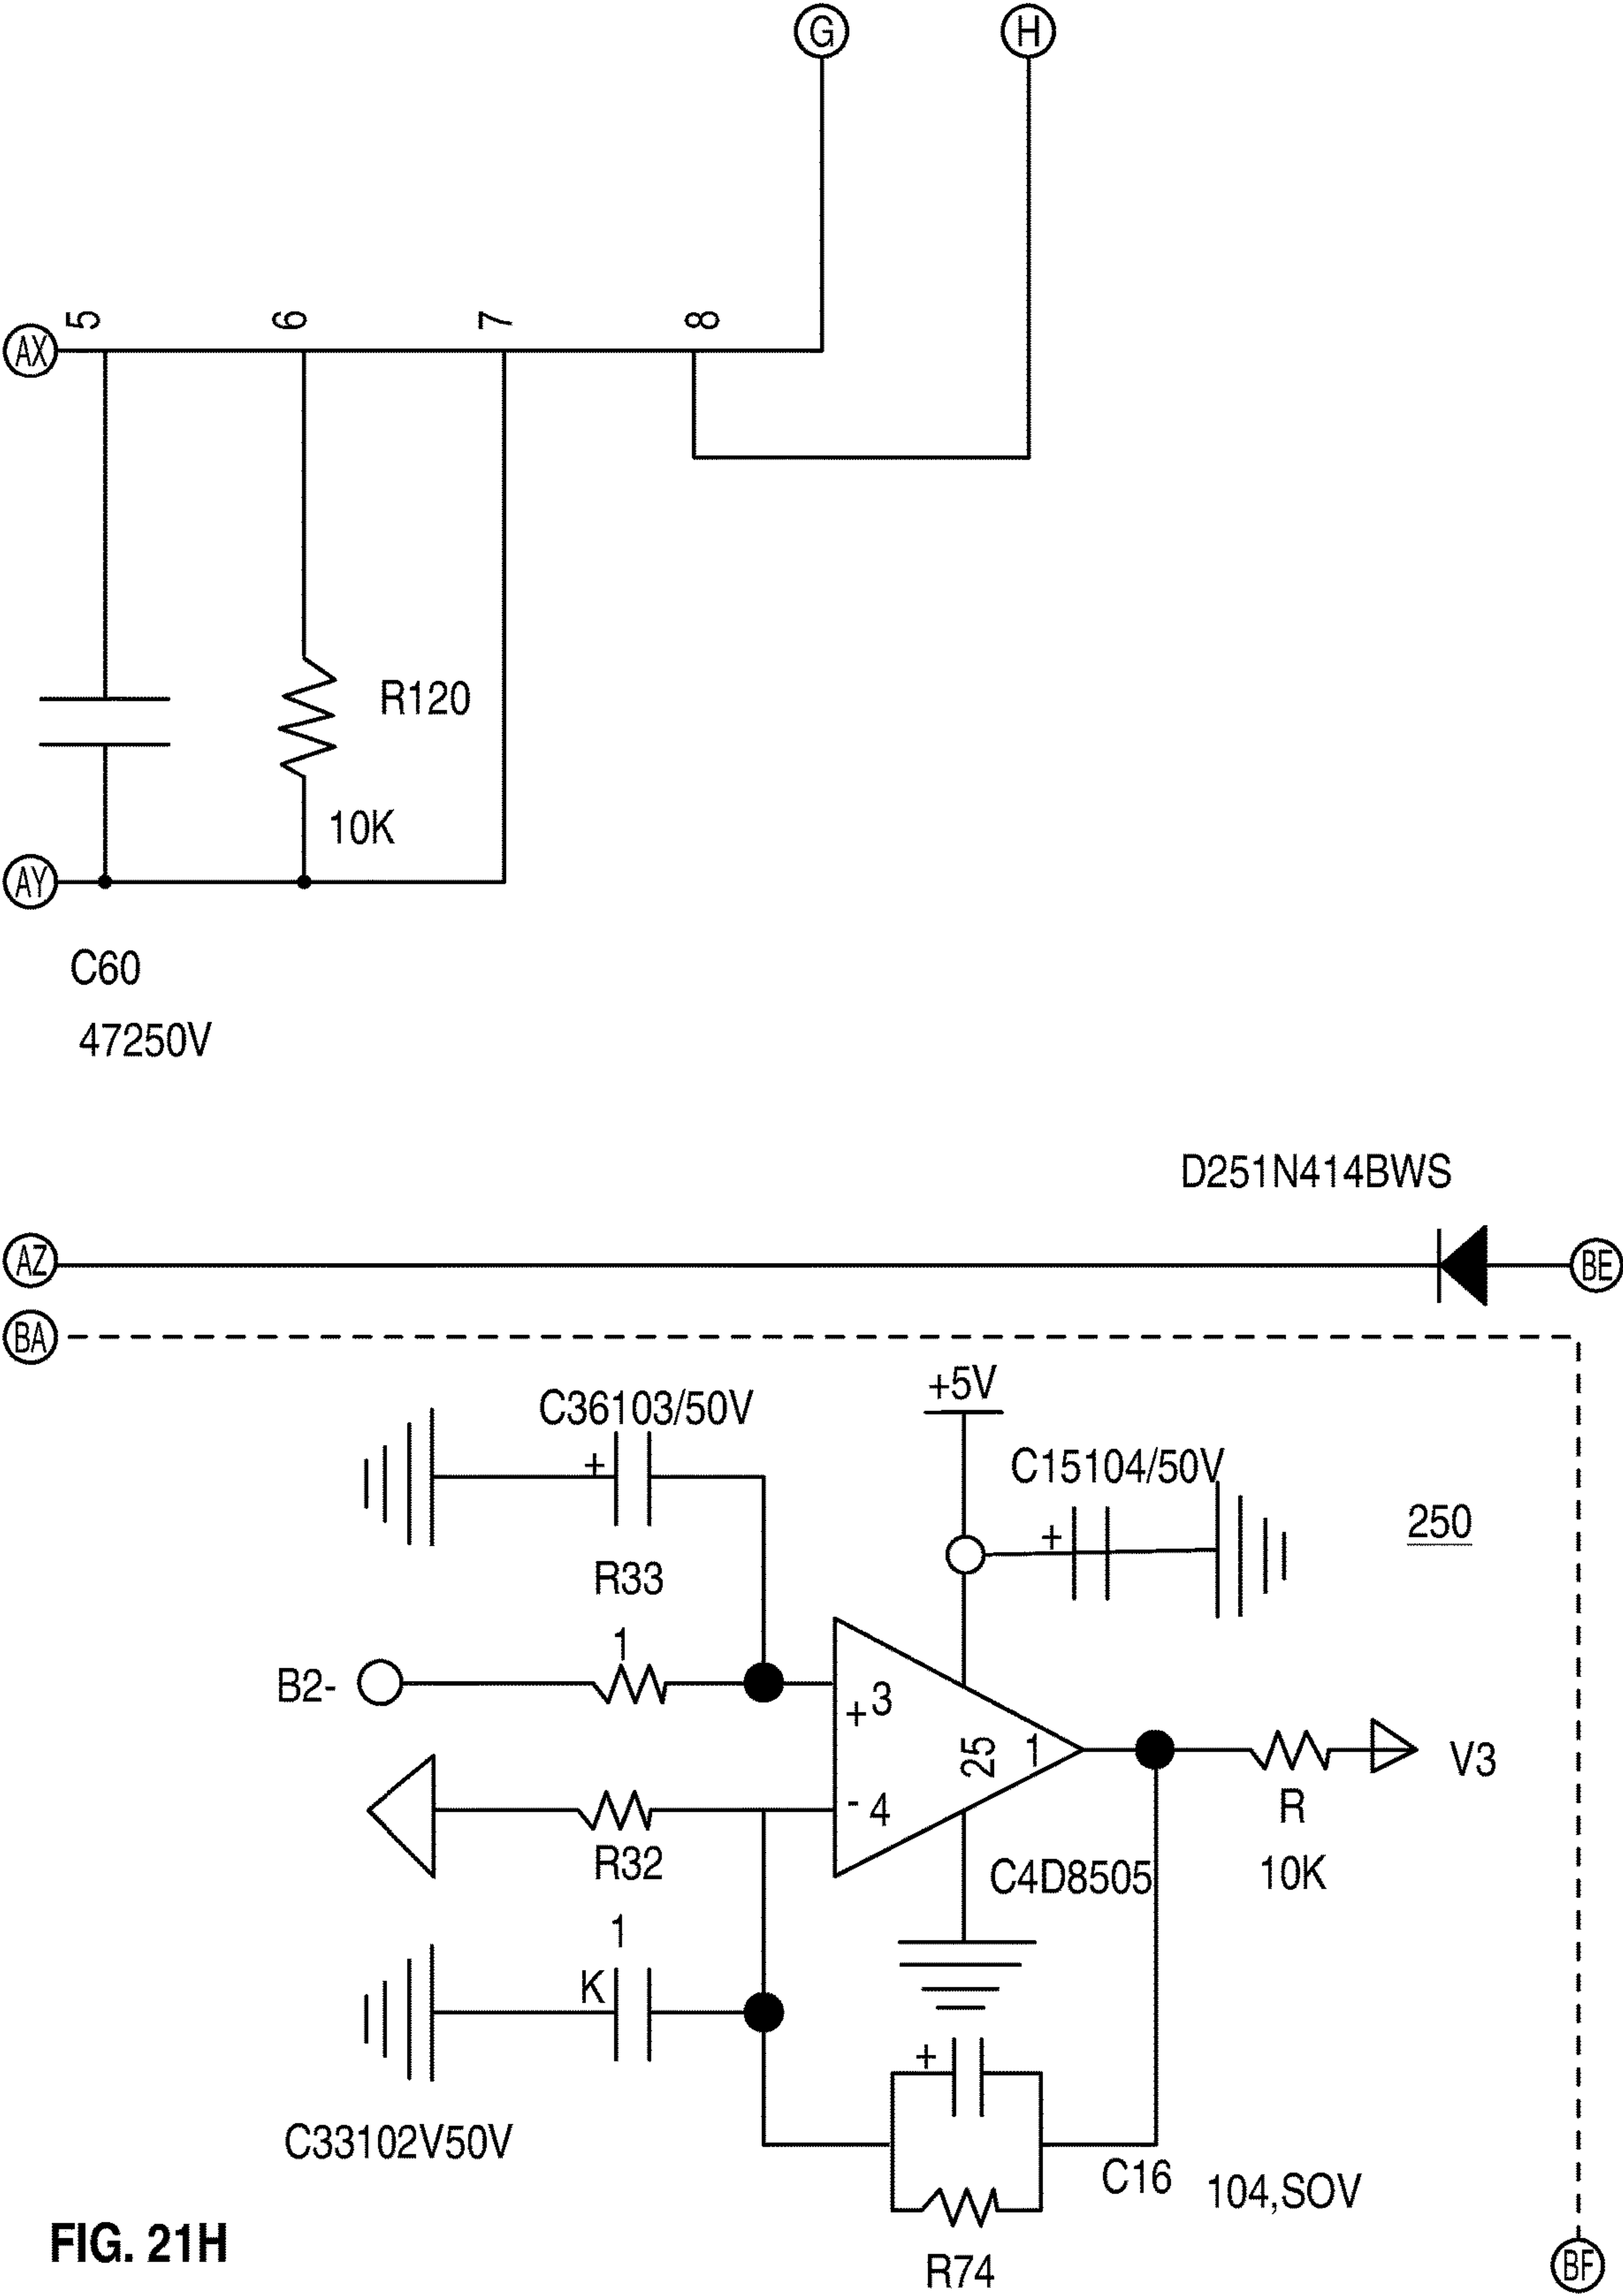 G
H
AX
5
6
7
8
R120
10K
AY
C60
47250V
D251N414BWS
AZ
BE
BA
+5V
C36103/50V
+
C15104/50V
+
250
R33
1
B2-
+3
25
1
V3
- 4
R
R32
C4D8505
10K
1
K
+
C33102V50V
C16
104,SOV
R74
FIG. 21H
BF